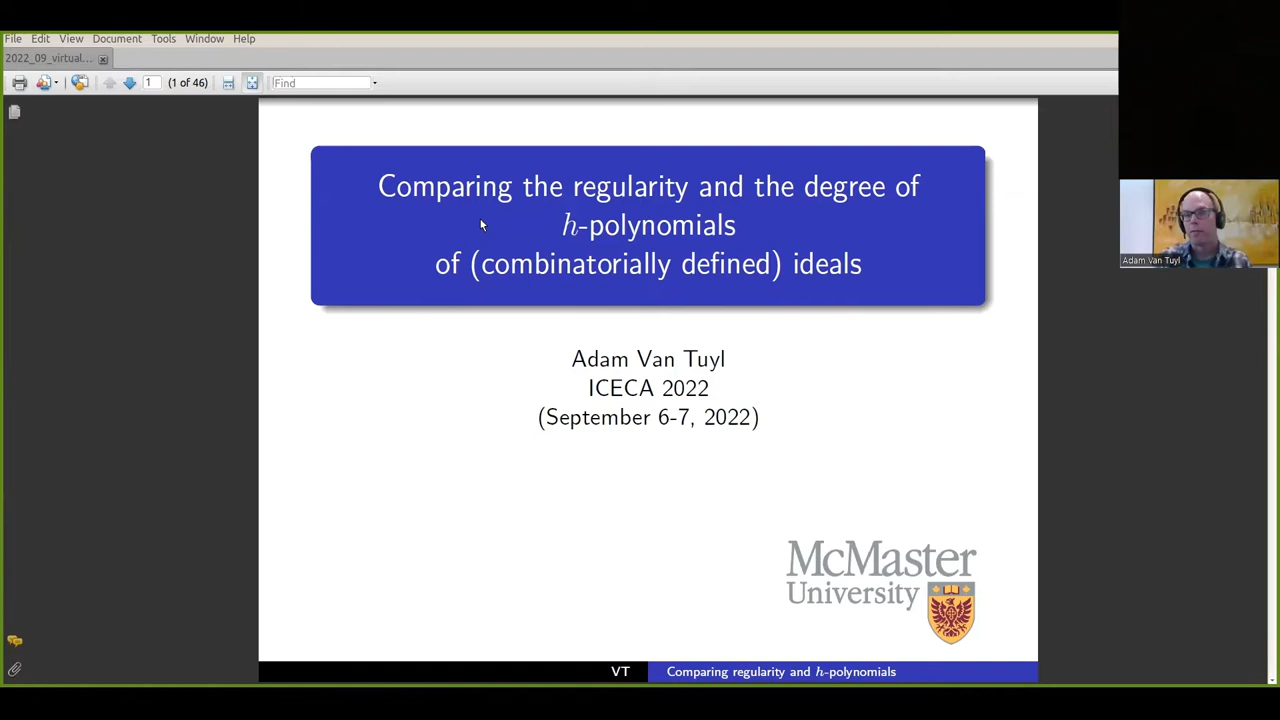 File Edit View Document Tools Window Help
2022_09_virtual...
1 (1 of 46) Find
Comparing the regularity and the degree of
h-polynomials
of (combinatorially defined) ideals
Adam Van Tuyl
Adam Van Tuyl
ICECA 2022
(September 6-7, 2022)
McMaster
University
VT Comparing regularity and h-polynomials